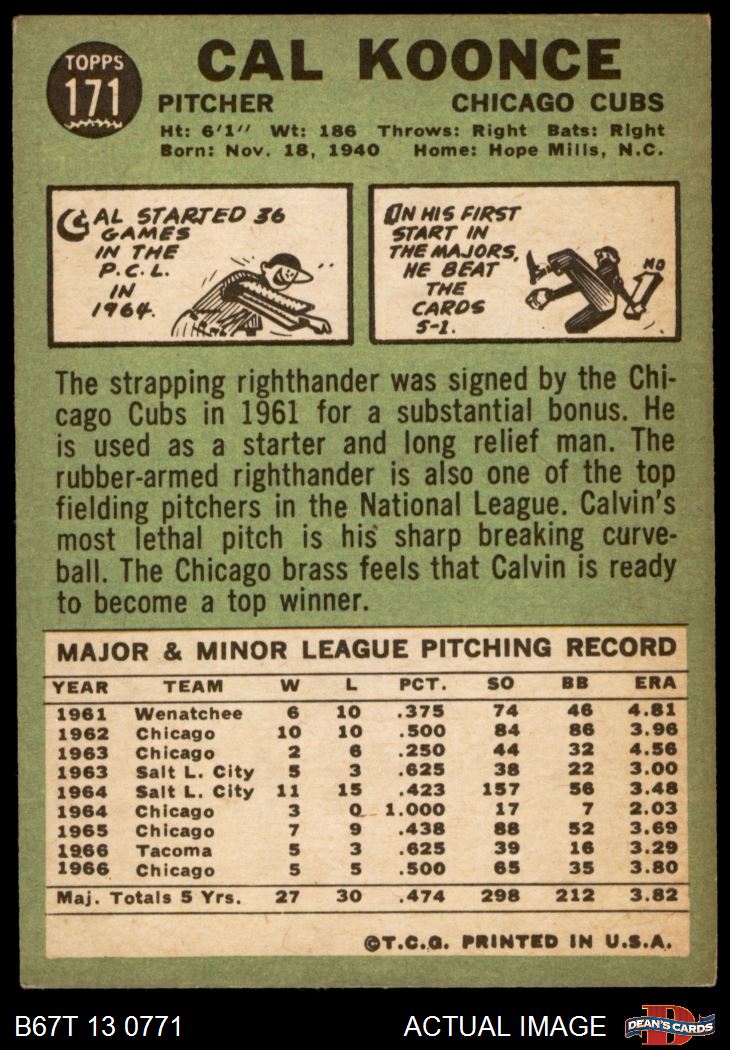 TOPPS
171
CAL KOONCE
PITCHER CHICAGO CUBS
Ht: 6'1" Wt: 186 Throws: Right Bats: Right
Born: Nov. 18, 1940 Home: Hope Mills, N.C.
CAL STARTED 36
GAMES
IN THE
P.C.L.
IN
1964.
ON HIS FIRST
START IN
THE MAJORS,
HE BEAT
THE
CARDS
5-1.
NO
The strapping righthander was signed by the Chi-
cago Cubs in 1961 for a substantial bonus. He
is used as a starter and long relief man. The
rubber-armed righthander is also one of the top
fielding pitchers in the National League. Calvin's
most lethal pitch is his sharp breaking curve-
ball. The Chicago brass feels that Calvin is ready
to become a top winner.
MAJOR & MINOR LEAGUE PITCHING RECORD
YEAR TEAM W L PCT. SO BB ERA
1961 Wenatchee 6 10 .375 74 46 4.81
1962 Chicago 10 10 .500 84 86 3.96
1963 Chicago 2 6 .250 44 32 4.56
1963 Salt L. City 5 3 .625 38 22 3.00
1964 Salt L. City 11 15 .423 157 56 3.48
1964 Chicago 3 0 1.000 17 7 2.03
1965 Chicago 7 9 .438 88 52 3.69
1966 Tacoma 5 3 .625 39 16 3.29
1966 Chicago 5 5 .500 65 35 3.80
Maj. Totals 5 Yrs. 27 30 .474 298 212 3.82
©T.C.G. PRINTED IN U.S.A.
B67T 13 0771 ACTUAL IMAGE
D
DEAN'S CARDS